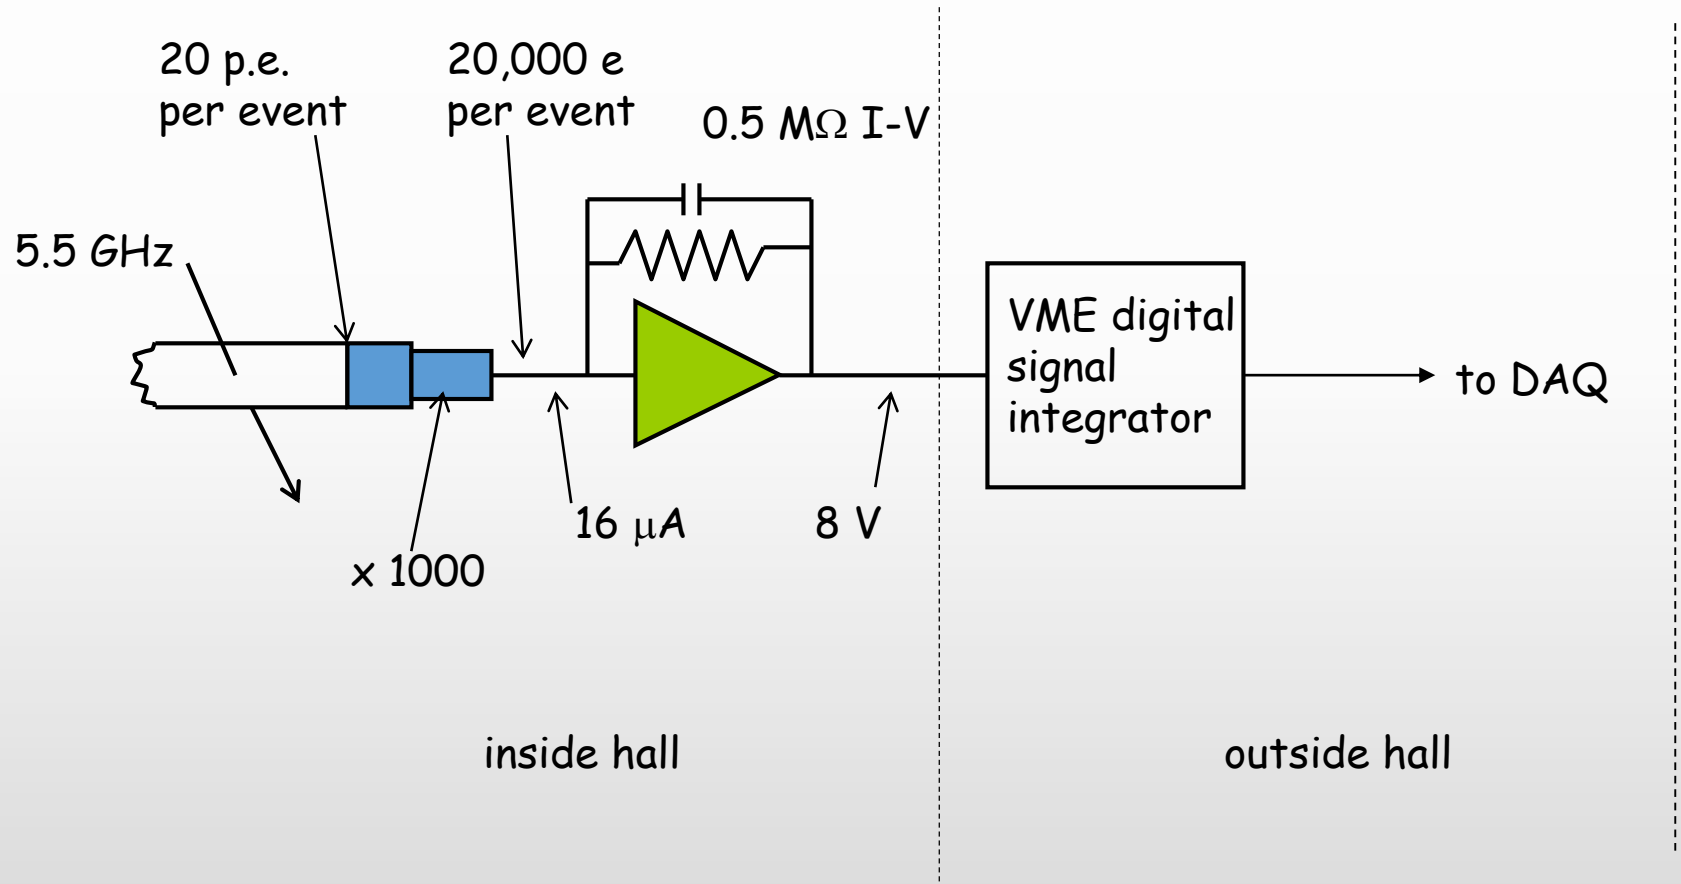 20 p.e.
per event
20,000 e
per event
0.5 MΩ I-V
5.5 GHz
VME digital
signal
integrator
to DAQ
16 μA
8 V
x 1000
inside hall
outside hall